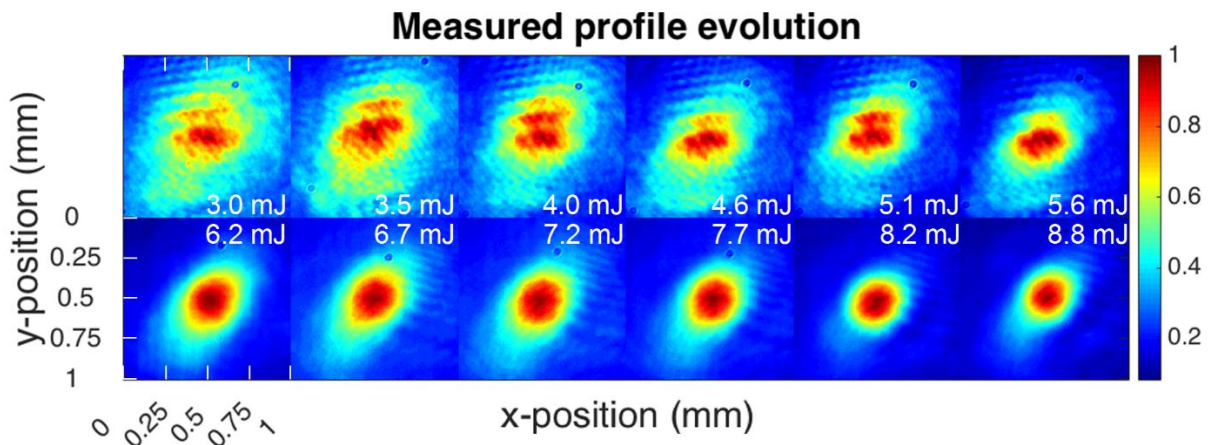 Measured profile evolution
3.0 mJ 3.5 mJ 4.0 mJ 4.6 mJ 5.1 mJ 5.6 mJ
6.2 mJ 6.7 mJ 7.2 mJ 7.7 mJ 8.2 mJ 8.8 mJ
y-position (mm)
0
0.25
0.5
0.75
1
0 0.25 0.5 0.75 1
x-position (mm)
1
0.8
0.6
0.4
0.2